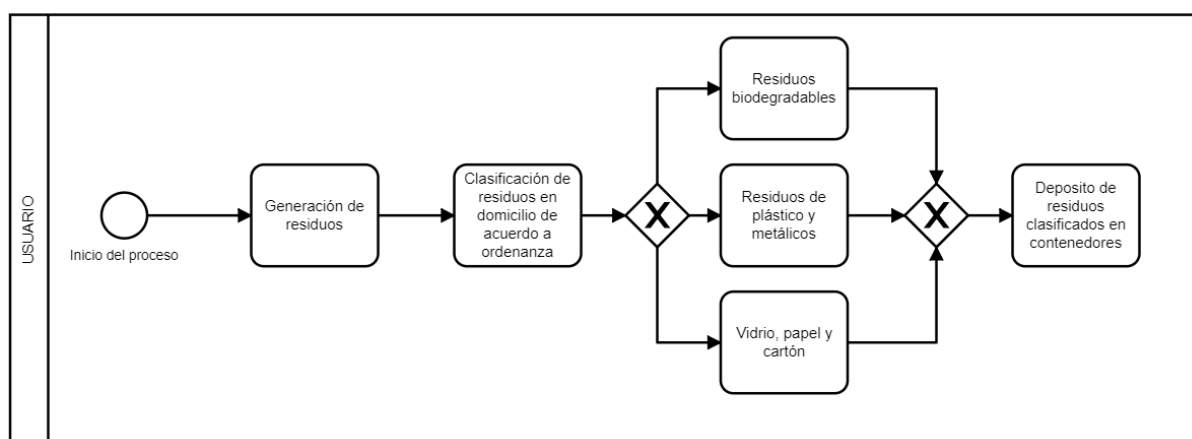 USUARIO
Inicio del proceso
Generación de
residuos
Clasificación de
residuos en
domicilio de
acuerdo a
ordenanza
X
Residuos
biodegradables
Residuos de
plástico y
metálicos
Vidrio, papel y
cartón
X
Deposito de
residuos
clasificados en
contenedores